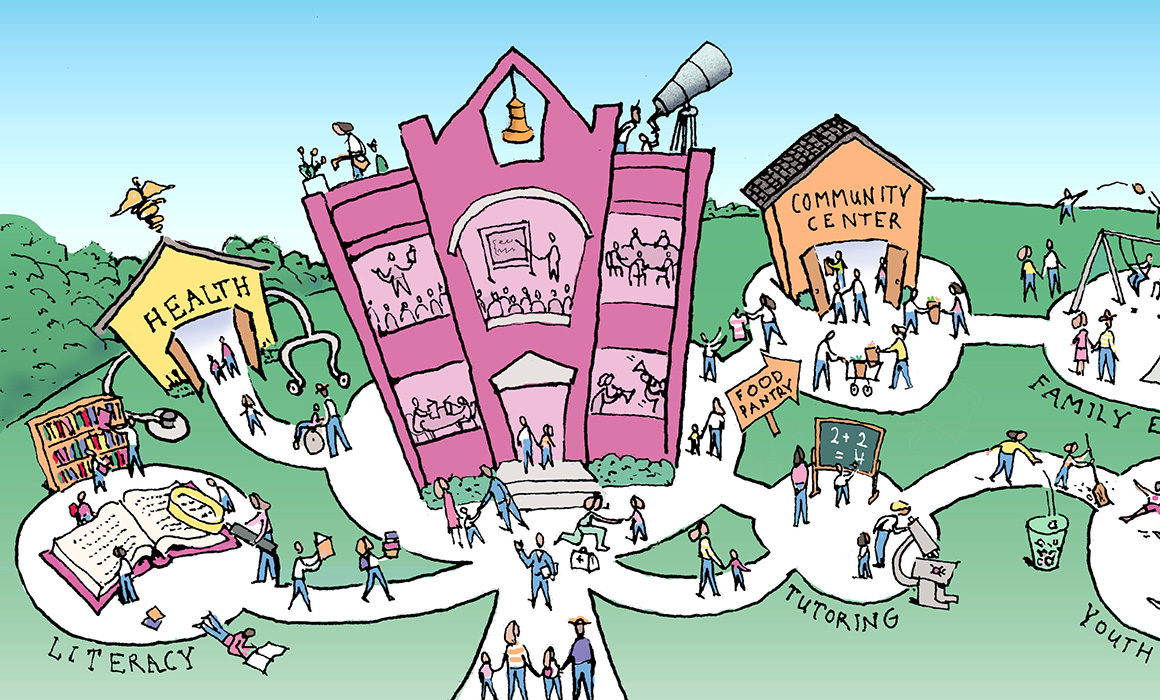 HEALTH
COMMUNITY
CENTER
FOOD
PANTRY
2+2
=4
FAMILY E
LITERACY
TUTORING
YOUTH